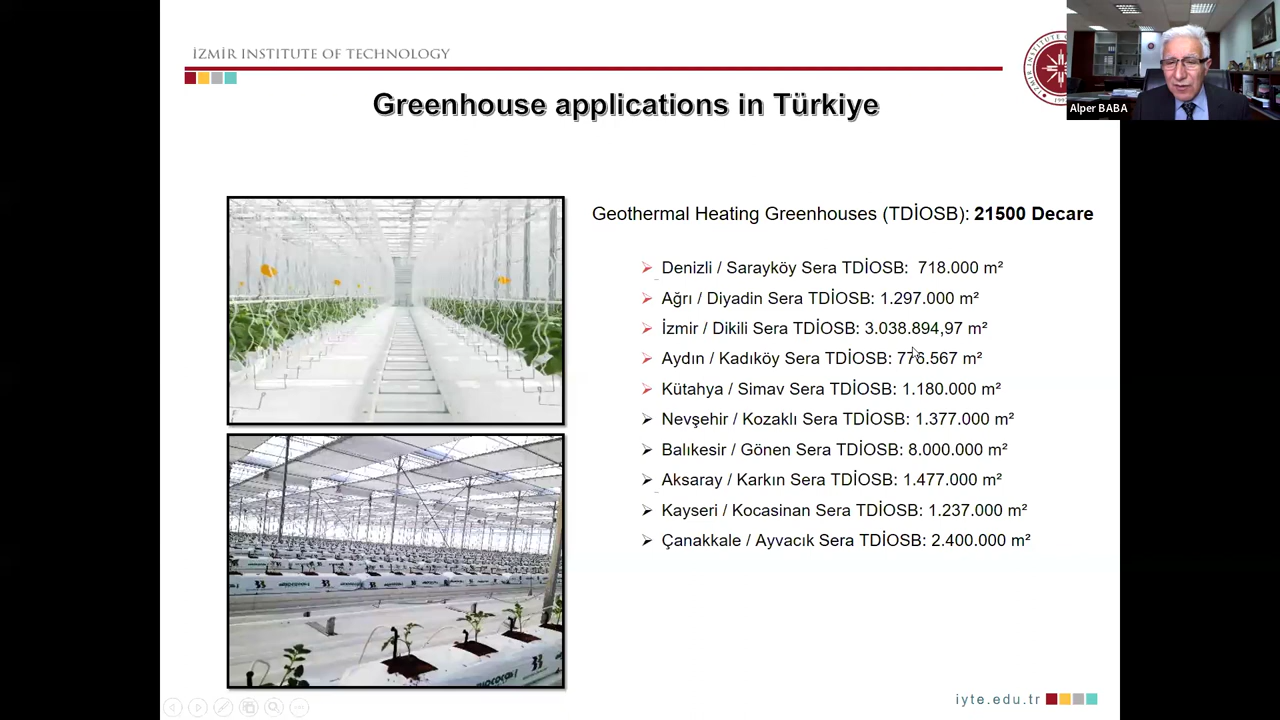 İZMİR INSTITUTE OF TECHNOLOGY
Alper BABA
Greenhouse applications in Türkiye
Geothermal Heating Greenhouses (TDİOSB): 21500 Decare
Denizli / Sarayköy Sera TDİOSB: 718.000 m²
Ağrı / Diyadin Sera TDİOSB: 1.297.000 m²
İzmir / Dikili Sera TDİOSB: 3.038.894,97 m²
Aydın / Kadıköy Sera TDİOSB: 776.567 m²
Kütahya / Simav Sera TDİOSB: 1.180.000 m²
Nevşehir / Kozaklı Sera TDİOSB: 1.377.000 m²
Balıkesir / Gönen Sera TDİOSB: 8.000.000 m²
Aksaray / Karkın Sera TDİOSB: 1.477.000 m²
Kayseri / Kocasinan Sera TDİOSB: 1.237.000 m²
Çanakkale / Ayvacık Sera TDİOSB: 2.400.000 m²
iyte.edu.tr